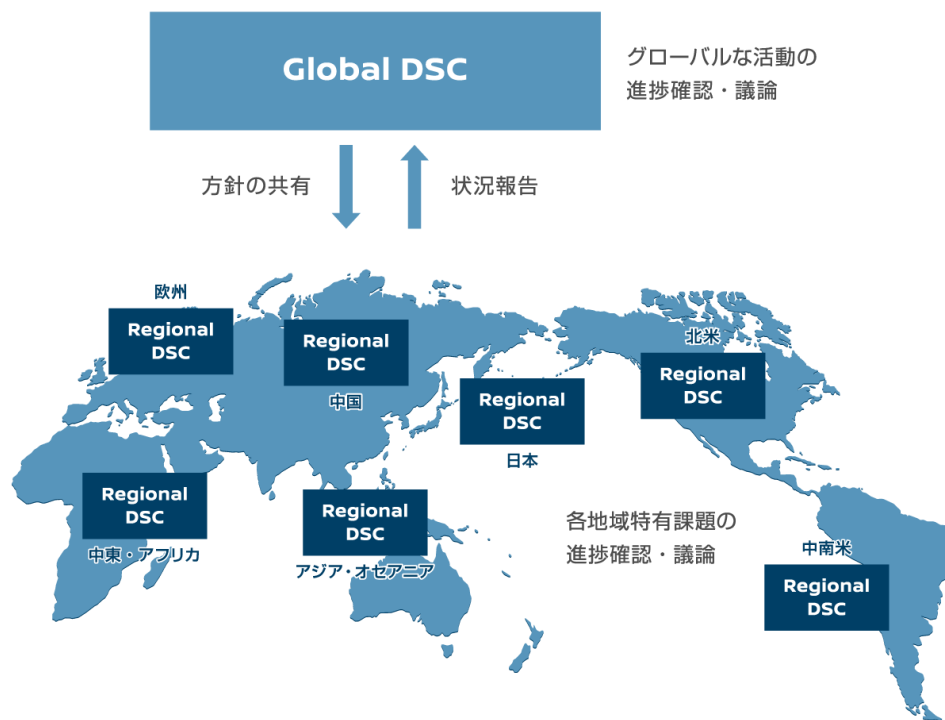 Global DSC
グローバルな活動の
進捗確認・議論
方針の共有
状況報告
欧州
Regional
DSC
Regional
DSC
中国
北米
Regional
DSC
Regional
DSC
日本
Regional
DSC
中東・アフリカ
Regional
DSC
アジア・オセアニア
各地域特有課題の
進捗確認・議論
中南米
Regional
DSC